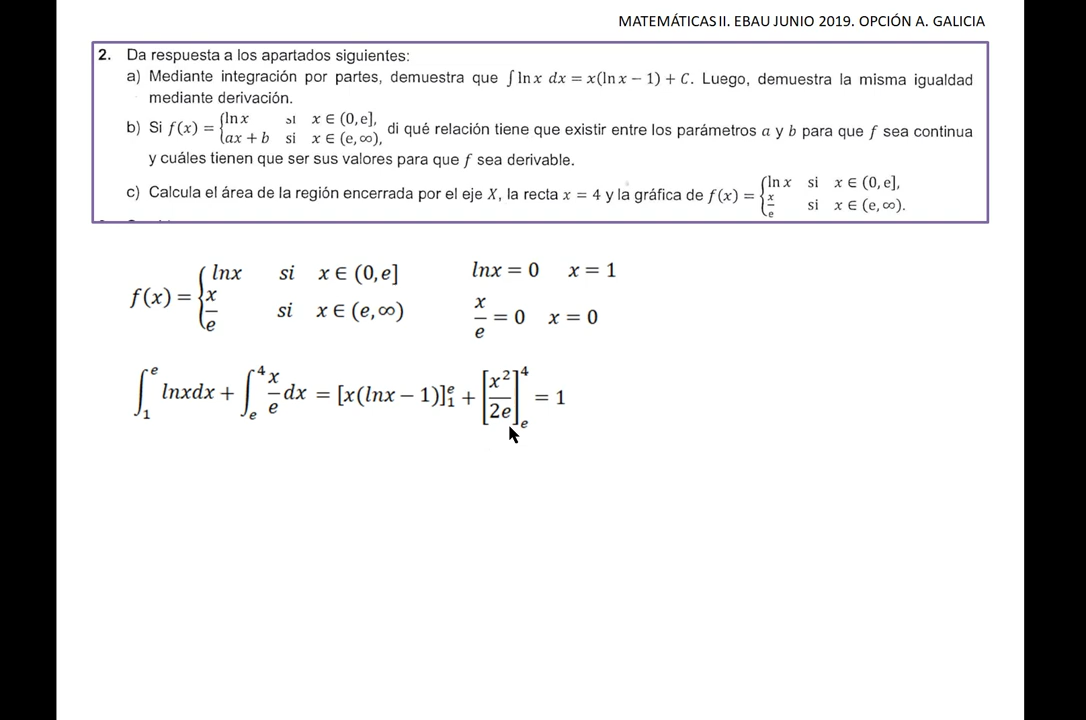 MATEMÁTICAS II. EBAU JUNIO 2019. OPCIÓN A. GALICIA
2. Da respuesta a los apartados siguientes:
a) Mediante integración por partes, demuestra que ∫ ln x dx = x(ln x − 1) + C. Luego, demuestra la misma igualdad
mediante derivación.
b) Si f(x) = { ln x si x ∈ (0, e], ax + b si x ∈ (e, ∞), di qué relación tiene que existir entre los parámetros a y b para que f sea continua
y cuáles tienen que ser sus valores para que f sea derivable.
c) Calcula el área de la región encerrada por el eje X, la recta x = 4 y la gráfica de f(x) = { ln x si x ∈ (0, e], x/e si x ∈ (e, ∞).
f(x) = { lnx si x ∈ (0, e] x/e si x ∈ (e, ∞)
lnx = 0 x = 1
x/e = 0 x = 0
∫₁ᵉ lnxdx + ∫ₑ⁴ x/e dx = [x(lnx − 1)]₁ᵉ + [x²/2e]ₑ⁴ = 1